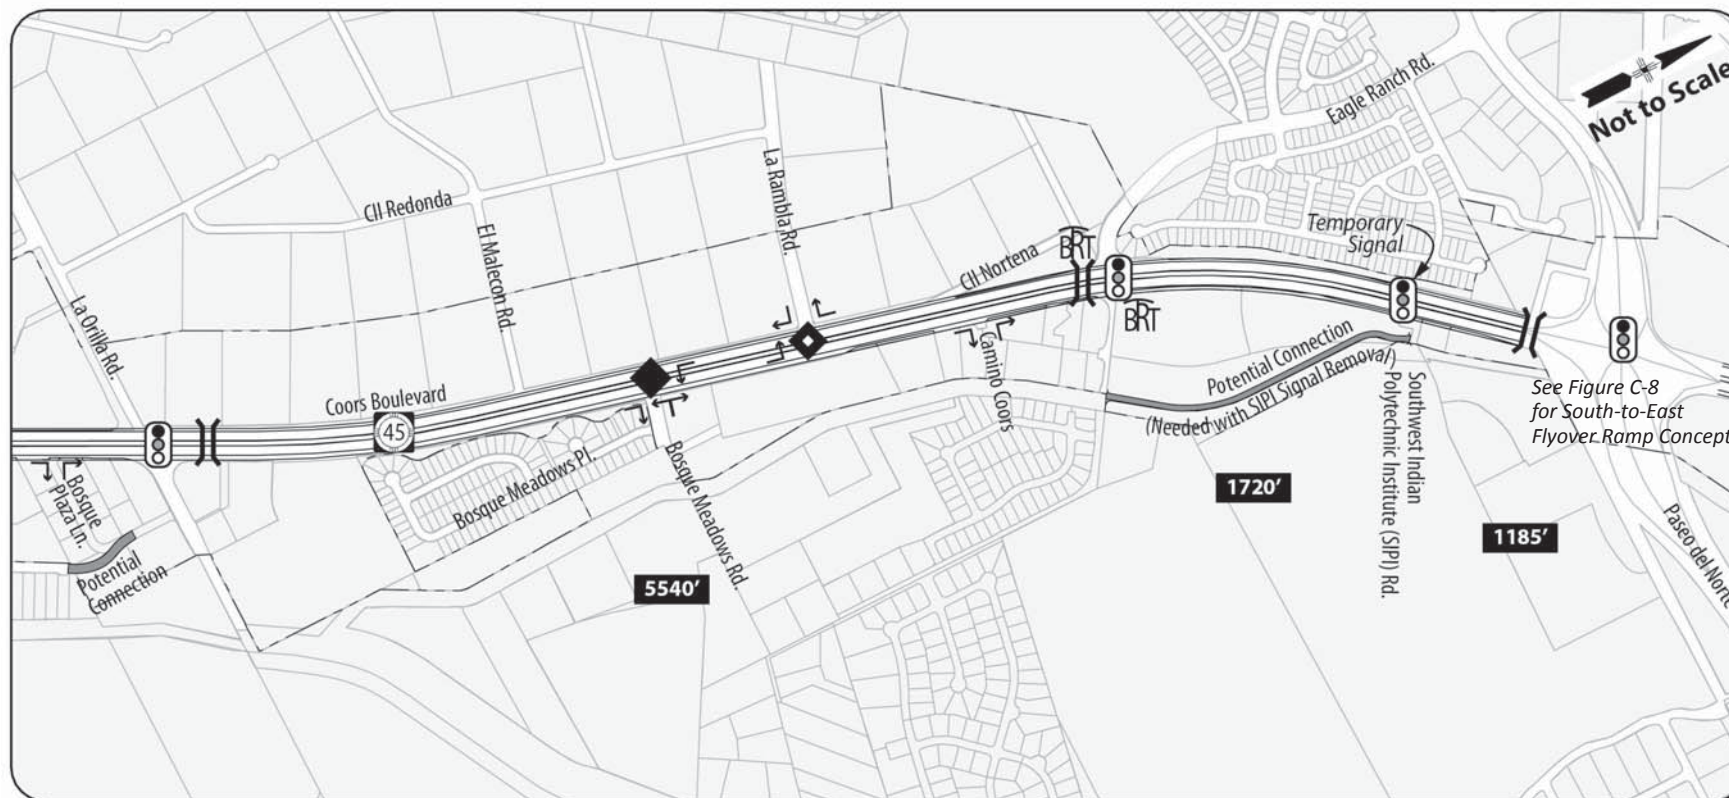 Not to Scale
Eagle Ranch Rd.
La Rambla Rd.
Cll Redonda
El Malecon Rd.
Temporary
Signal
BRT
Cll Nortena
BRT
La Orilla Rd.
Coors Boulevard
45
Camino Coors
Potential Connection
(Needed with SIPI Signal Removal)
Southwest Indian
Polytechnic Institute (SIPI) Rd.
See Figure C-8
for South-to-East
Flyover Ramp Concept
Bosque
Plaza Ln.
Bosque Meadows Pl.
Bosque Meadows Rd.
1720'
1185'
Paseo del Norte
Potential
Connection
5540'